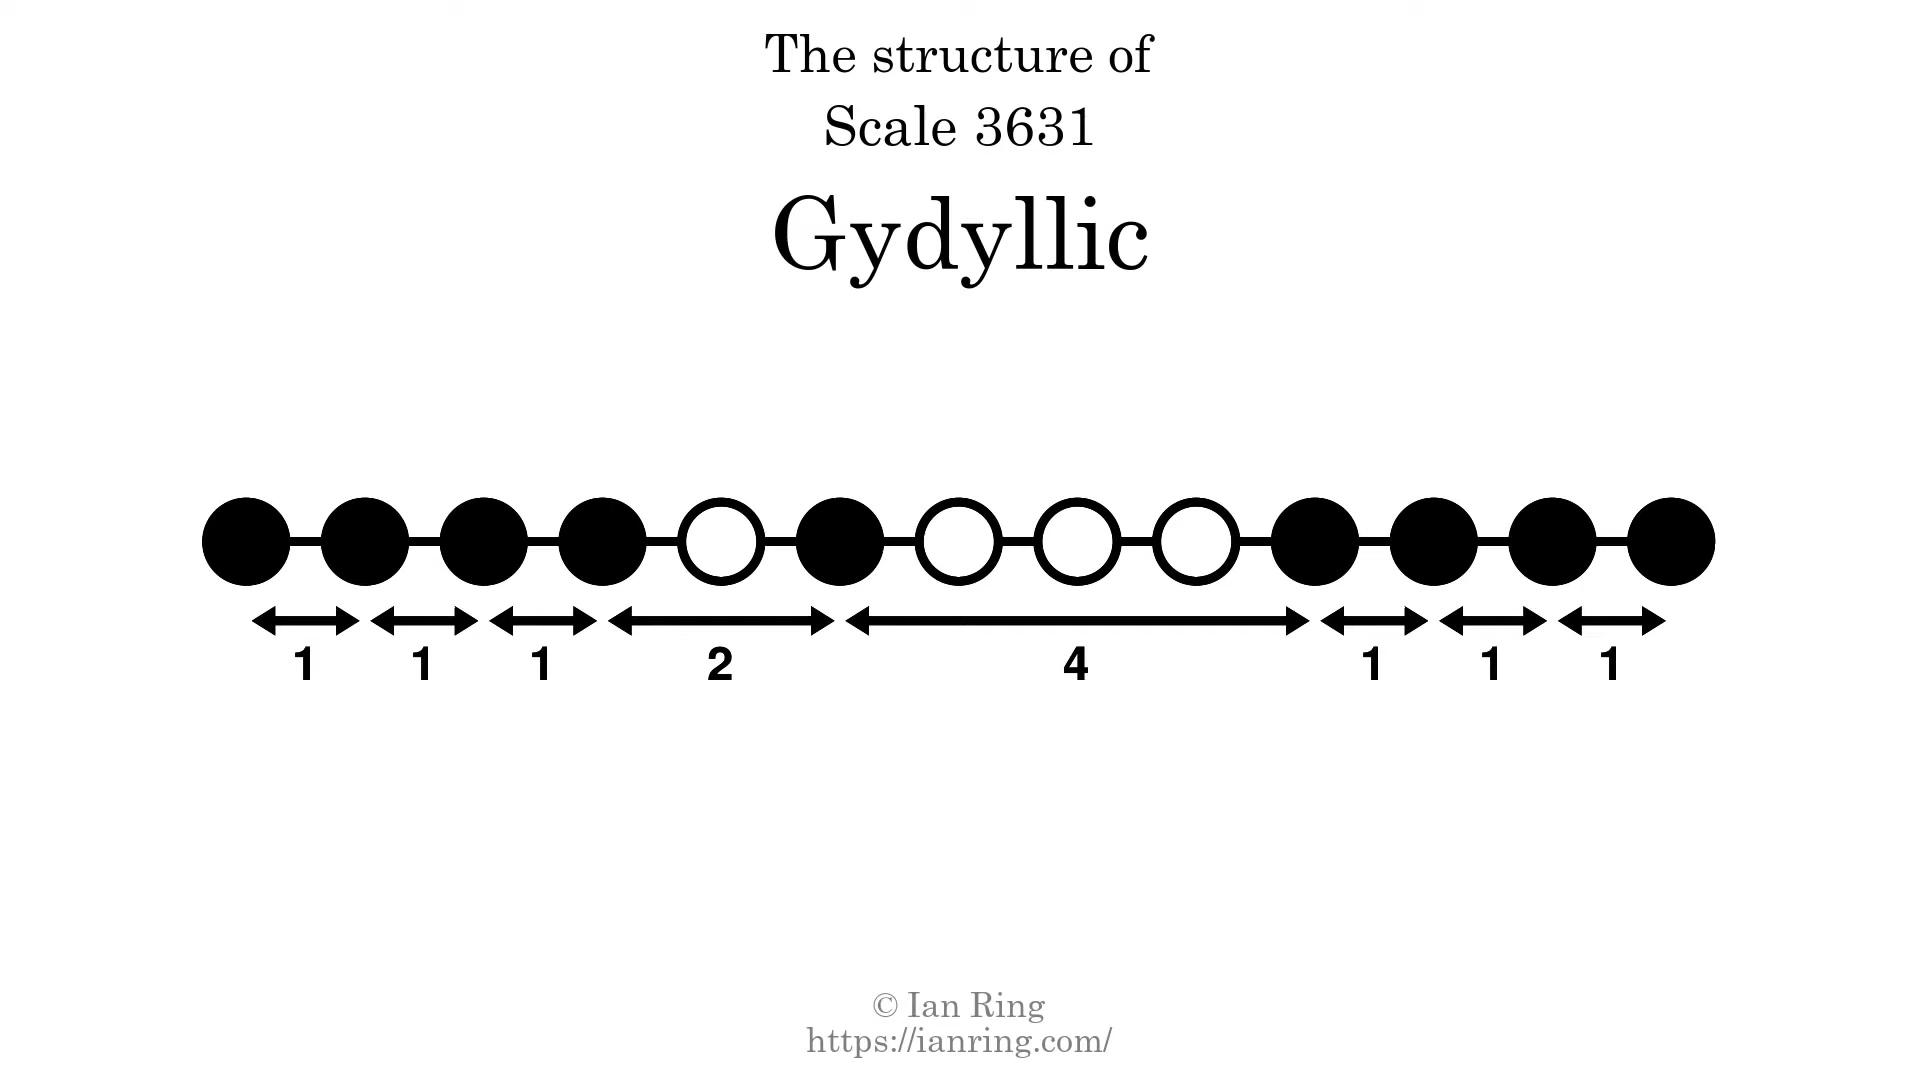 The structure of
Scale 3631
Gydyllic
1 1 1 2 4 1 1 1
© Ian Ring
https://ianring.com/